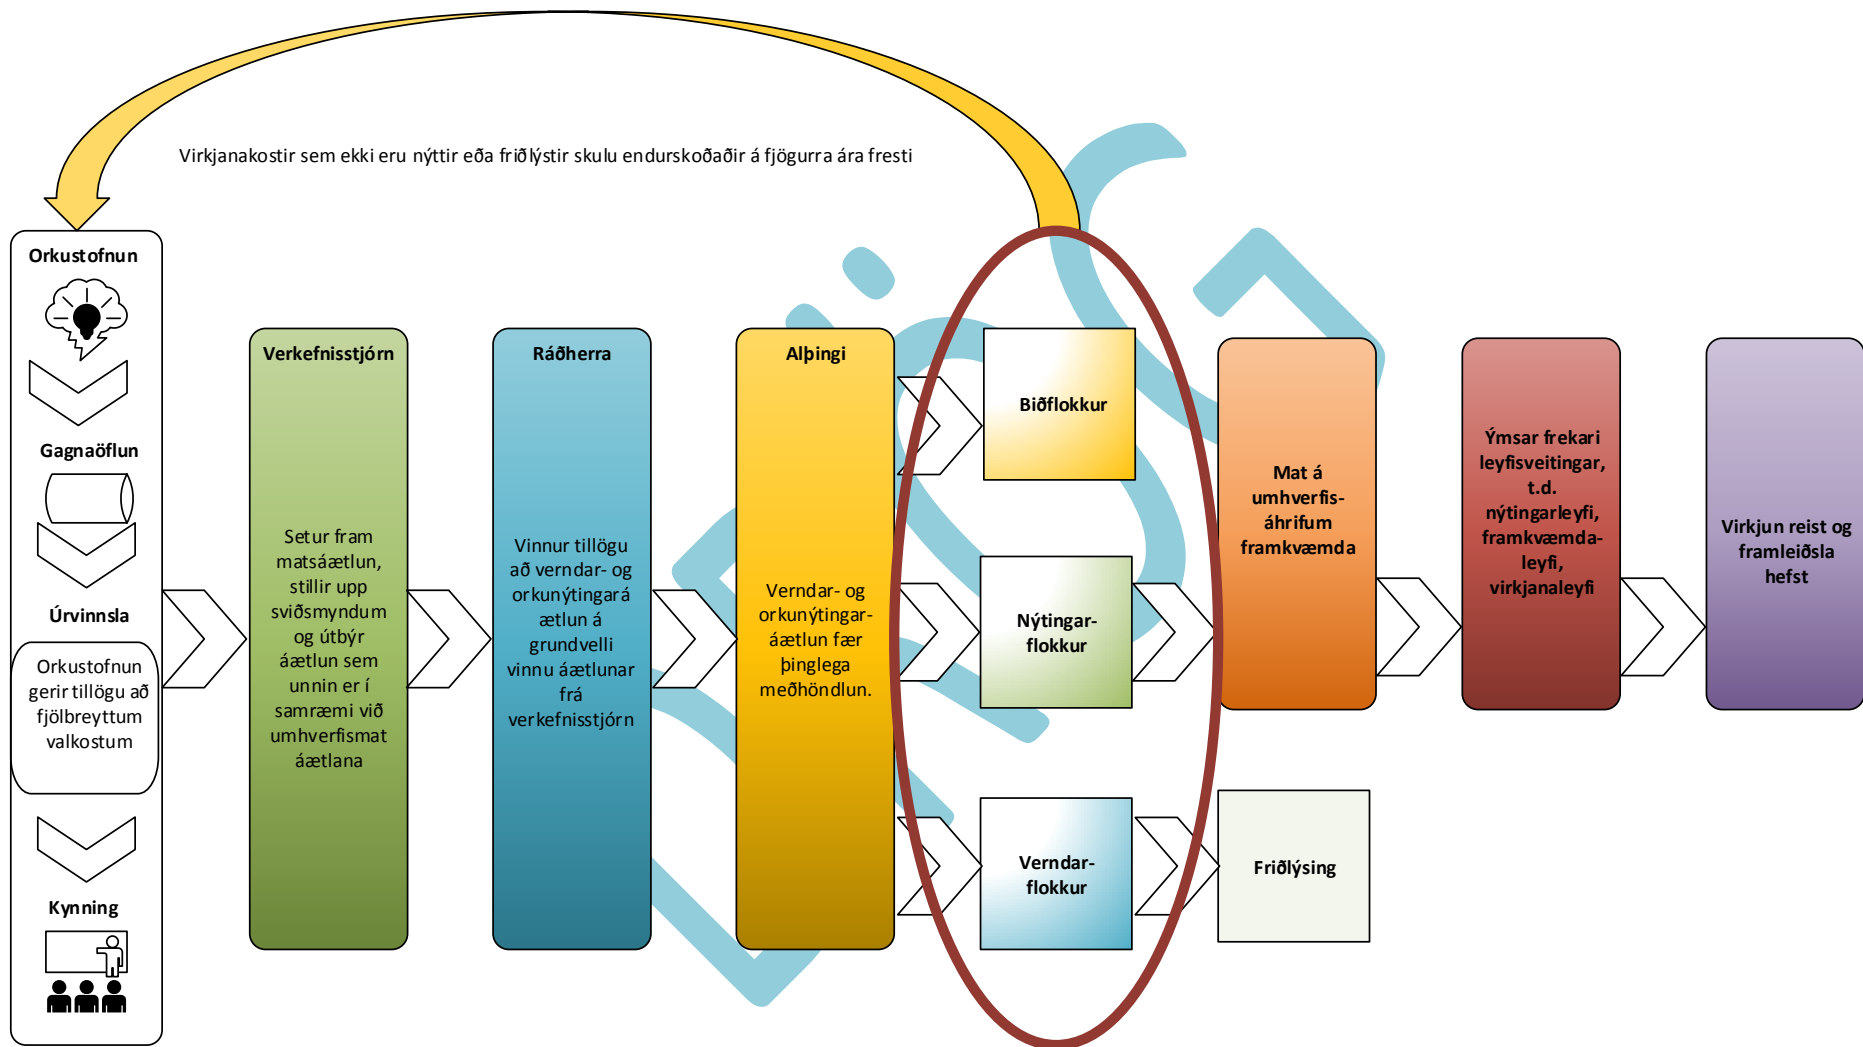 Virkjanakostir sem ekki eru nýttir eða friðlýstir skulu endurskoðaðir á fjögurra ára fresti
Orkustofnun
Gagnaöflun
Úrvinnsla
Orkustofnun
gerir tillögu að
fjölbreyttum
valkostum
Kynning
Verkefnisstjórn
Setur fram
matsáætlun,
stillir upp
sviðsmyndum
og útbýr
áætlun sem
unnin er í
samræmi við
umhverfismat
áætlana
Ráðherra
Vinnur tillögu
að verndar- og
orkunýtingará
ætlun á
grundvelli
vinnu áætlunar
frá
verkefnisstjórn
Alþingi
Verndar- og
orkunýtingar-
áætlun fær
þinglega
meðhöndlun.
Biðflokkur
Nýtingar-
flokkur
Verndar-
flokkur
Mat á
umhverfis-
áhrifum
framkvæmda
Friðlýsing
Ýmsar frekari
leyfisveitingar,
t.d.
nýtingarleyfi,
framkvæmda-
leyfi,
virkjanaleyfi
Virkjun reist og
framleiðsla
hefst